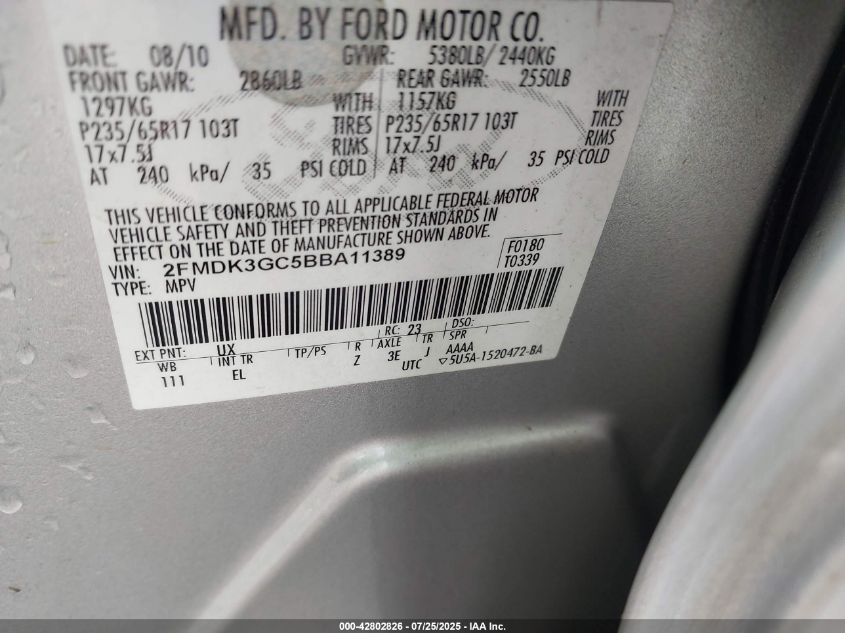 MFD. BY FORD MOTOR CO.
DATE: 08/10 GVWR: 5380LB/ 2440KG
FRONT GAWR: 2860LB REAR GAWR: 2550LB
1297KG WITH 1157KG WITH
P235/65R17 103T TIRES P235/65R17 103T TIRES
17x7.5J RIMS 17x7.5J RIMS
AT 240 kPa/ 35 PSI COLD AT 240 kPa/ 35 PSI COLD
THIS VEHICLE CONFORMS TO ALL APPLICABLE FEDERAL MOTOR
VEHICLE SAFETY AND THEFT PREVENTION STANDARDS IN
EFFECT ON THE DATE OF MANUFACTURE SHOWN ABOVE.
VIN: 2FMDK3GC5BBA11389 F0180
TYPE: MPV T0339
EXT PNT: UX RC: 23 DSO:
WB INT TR TP/PS R AXLE TR SPR
111 EL Z 3E J AAAA
UTC ▽5U5A-1520472-BA
000-42802826 - 07/25/2025 - IAA Inc.